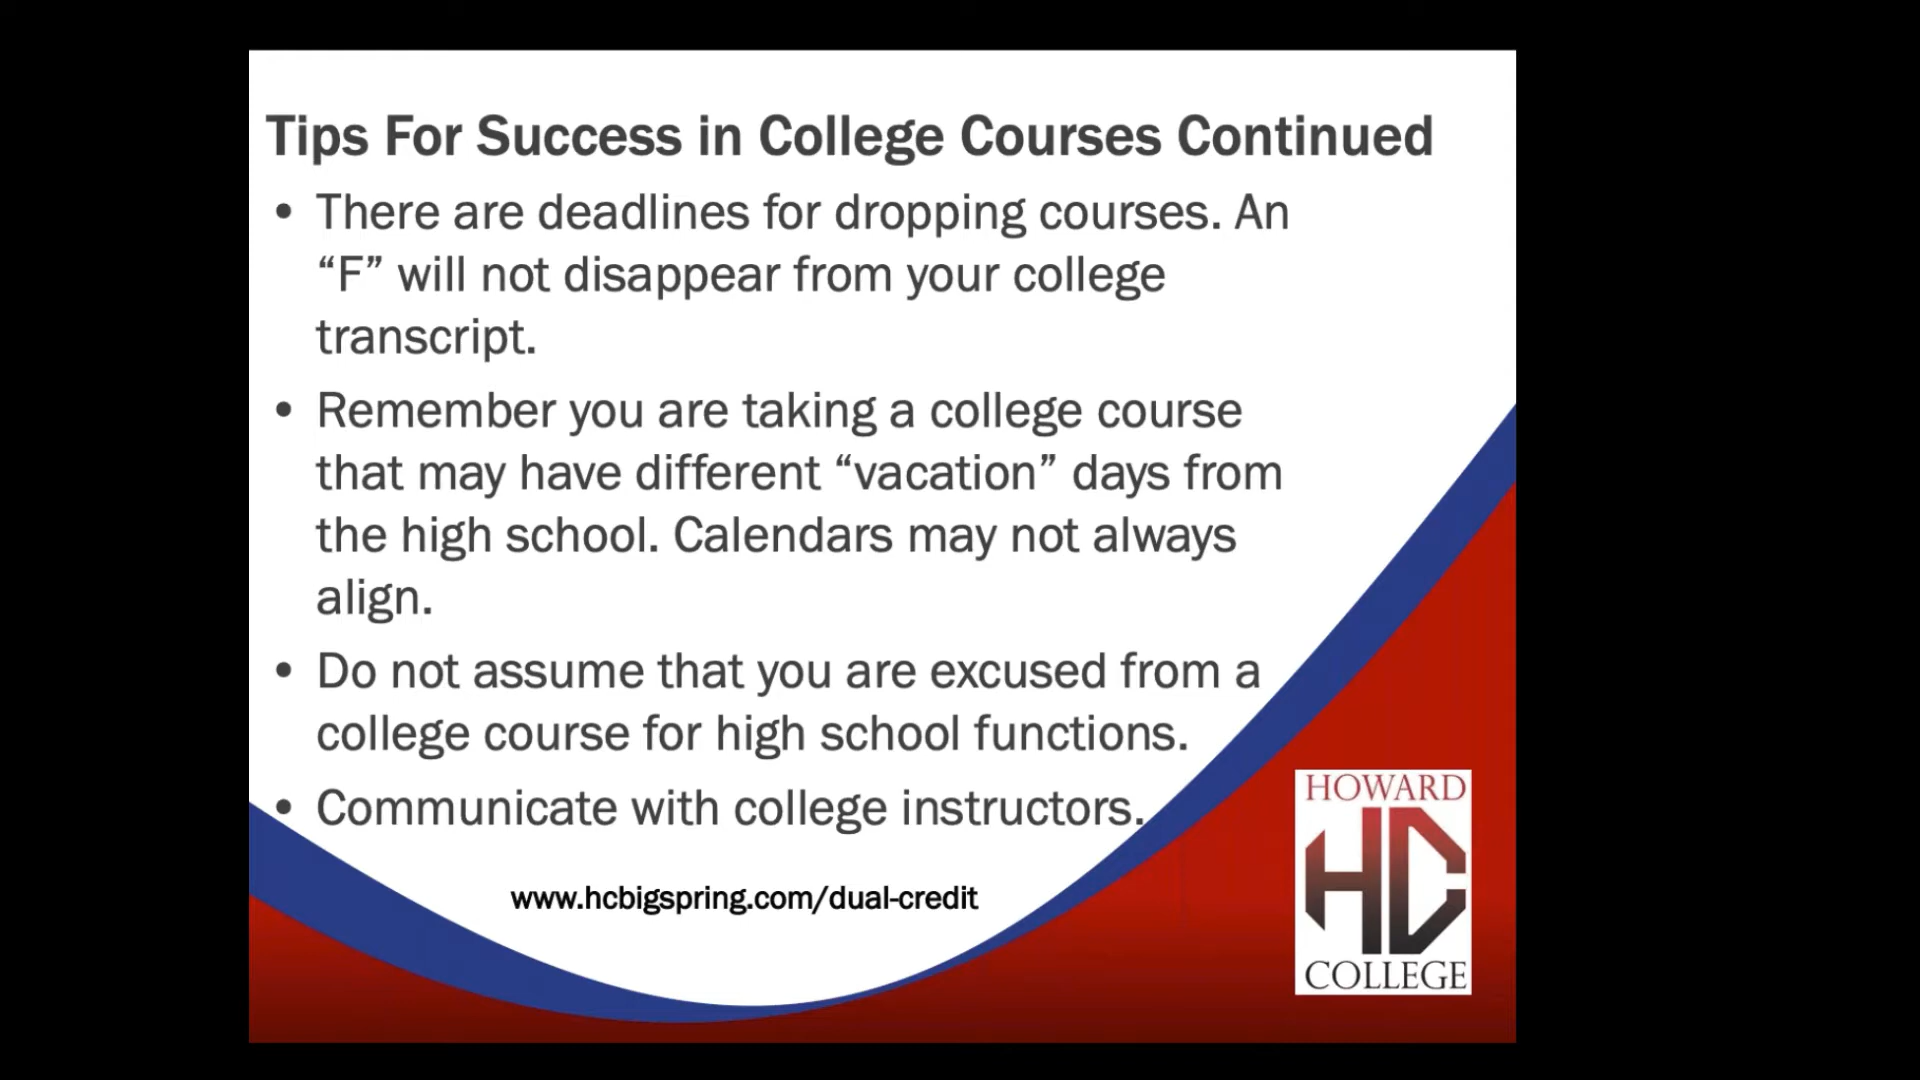 Tips For Success in College Courses Continued
• There are deadlines for dropping courses. An
“F” will not disappear from your college
transcript.
• Remember you are taking a college course
that may have different “vacation” days from
the high school. Calendars may not always
align.
• Do not assume that you are excused from a
college course for high school functions.
• Communicate with college instructors.
www.hcbigspring.com/dual-credit
HOWARD
HC
COLLEGE